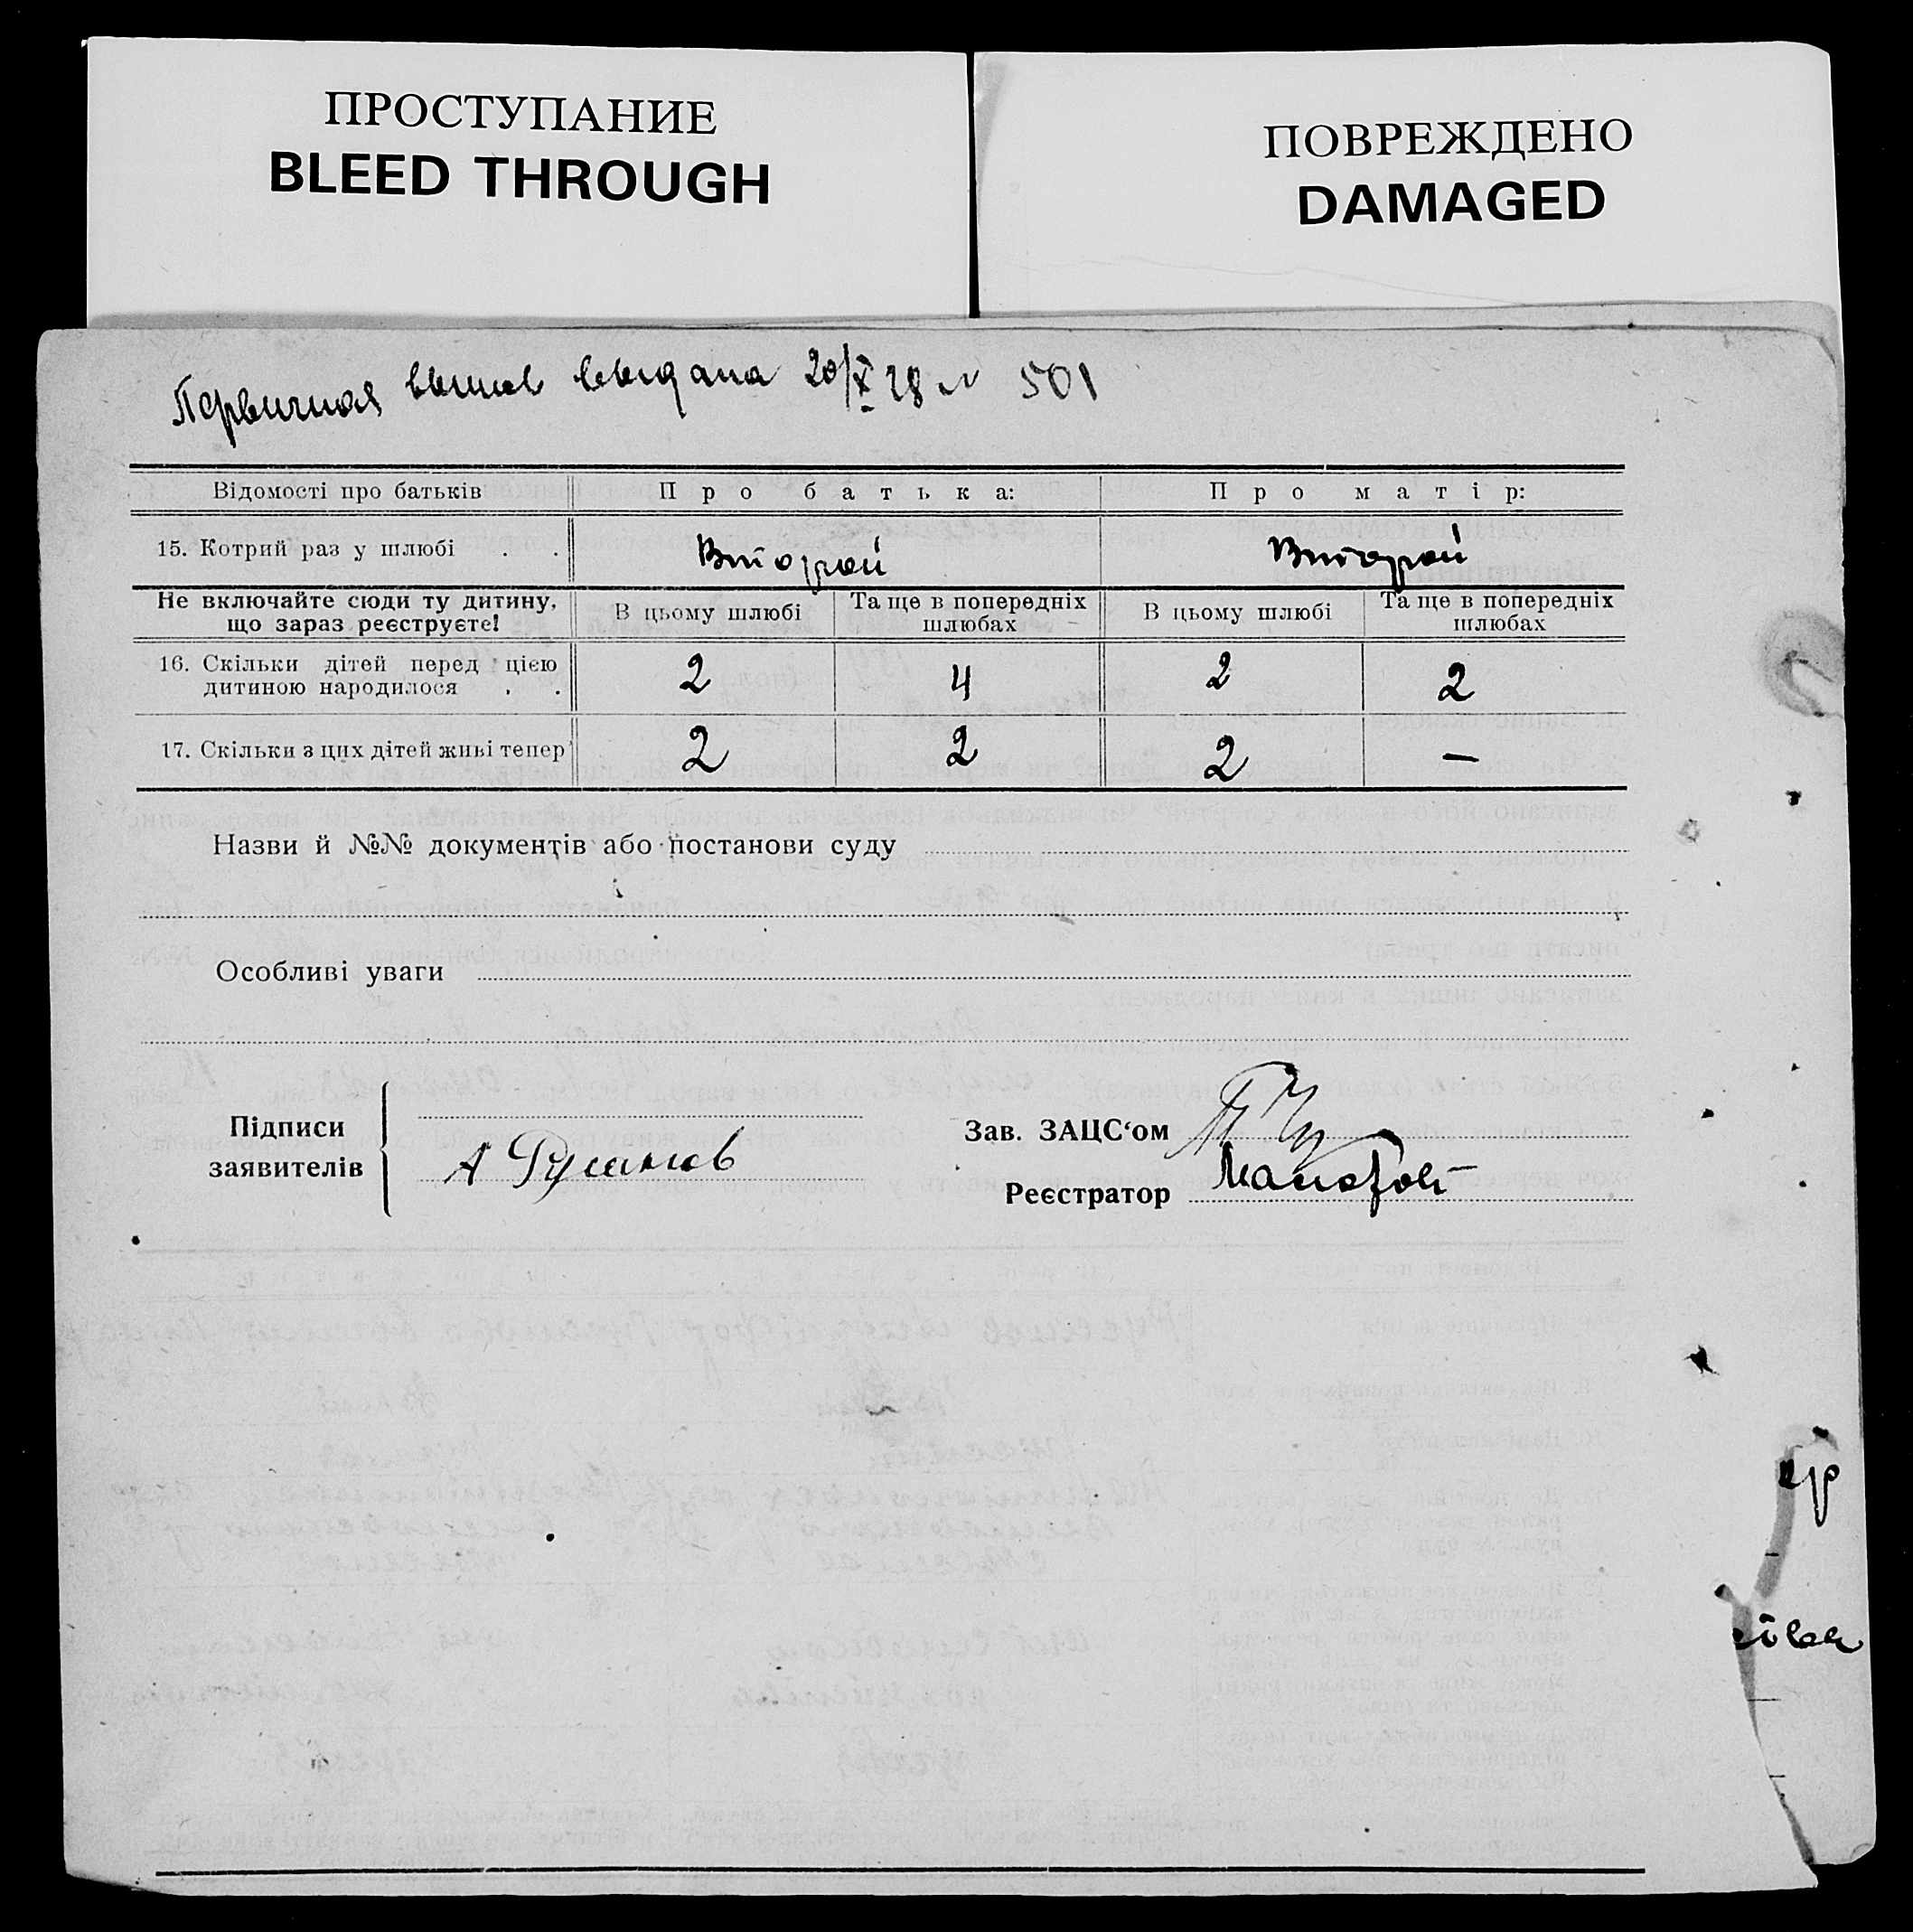 ПРОСТУПАНИЕ
BLEED THROUGH
ПОВРЕЖДЕНО
DAMAGED
Первичная выпись выдана 20/X 28 № 501
Відомості про батьків
Про батька:
Про матір:
15. Котрий раз у шлюбі . .
Второй
Второй
Не включайте сюди ту дитину,
що зараз реєструєте!
В цьому шлюбі
Та ще в попередніх
шлюбах
В цьому шлюбі
Та ще в попередніх
шлюбах
16. Скільки дітей перед цією
дитиною народилося . .
2
4
2
2
17. Скільки з цих дітей живі тепер
2
2
2
—
Назви й №№ документів або постанови суду
Особливі уваги
Підписи
заявителів
А Русанов
Зав. ЗАЦС‘ом
Реєстратор